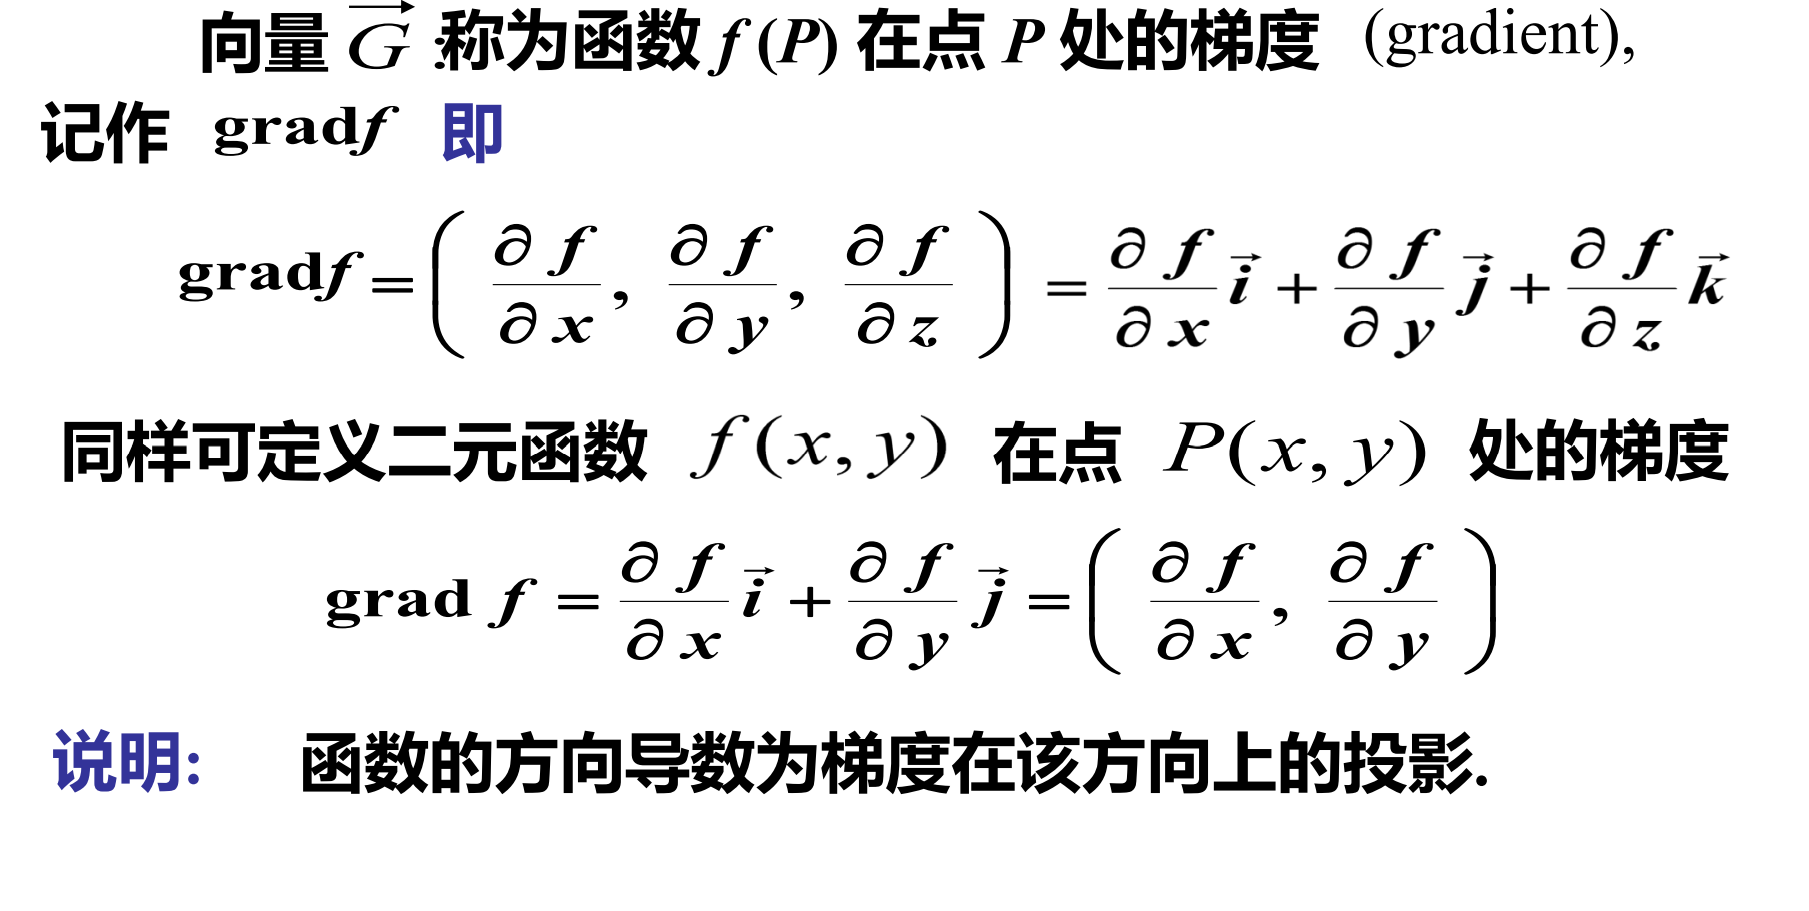 向量 $\overrightarrow{G}$ :称为函数 f (P) 在点 P 处的梯度 (gradient),
记作 gradf 即
$\mathbf{grad}f = \left( \frac{\partial f}{\partial x}, \frac{\partial f}{\partial y}, \frac{\partial f}{\partial z} \right) = \frac{\partial f}{\partial x}\vec{i} + \frac{\partial f}{\partial y}\vec{j} + \frac{\partial f}{\partial z}\vec{k}$
同样可定义二元函数 f(x, y) 在点 P(x, y) 处的梯度
$\mathbf{grad}\ f = \frac{\partial f}{\partial x}\vec{i} + \frac{\partial f}{\partial y}\vec{j} = \left( \frac{\partial f}{\partial x}, \frac{\partial f}{\partial y} \right)$
说明: 函数的方向导数为梯度在该方向上的投影.